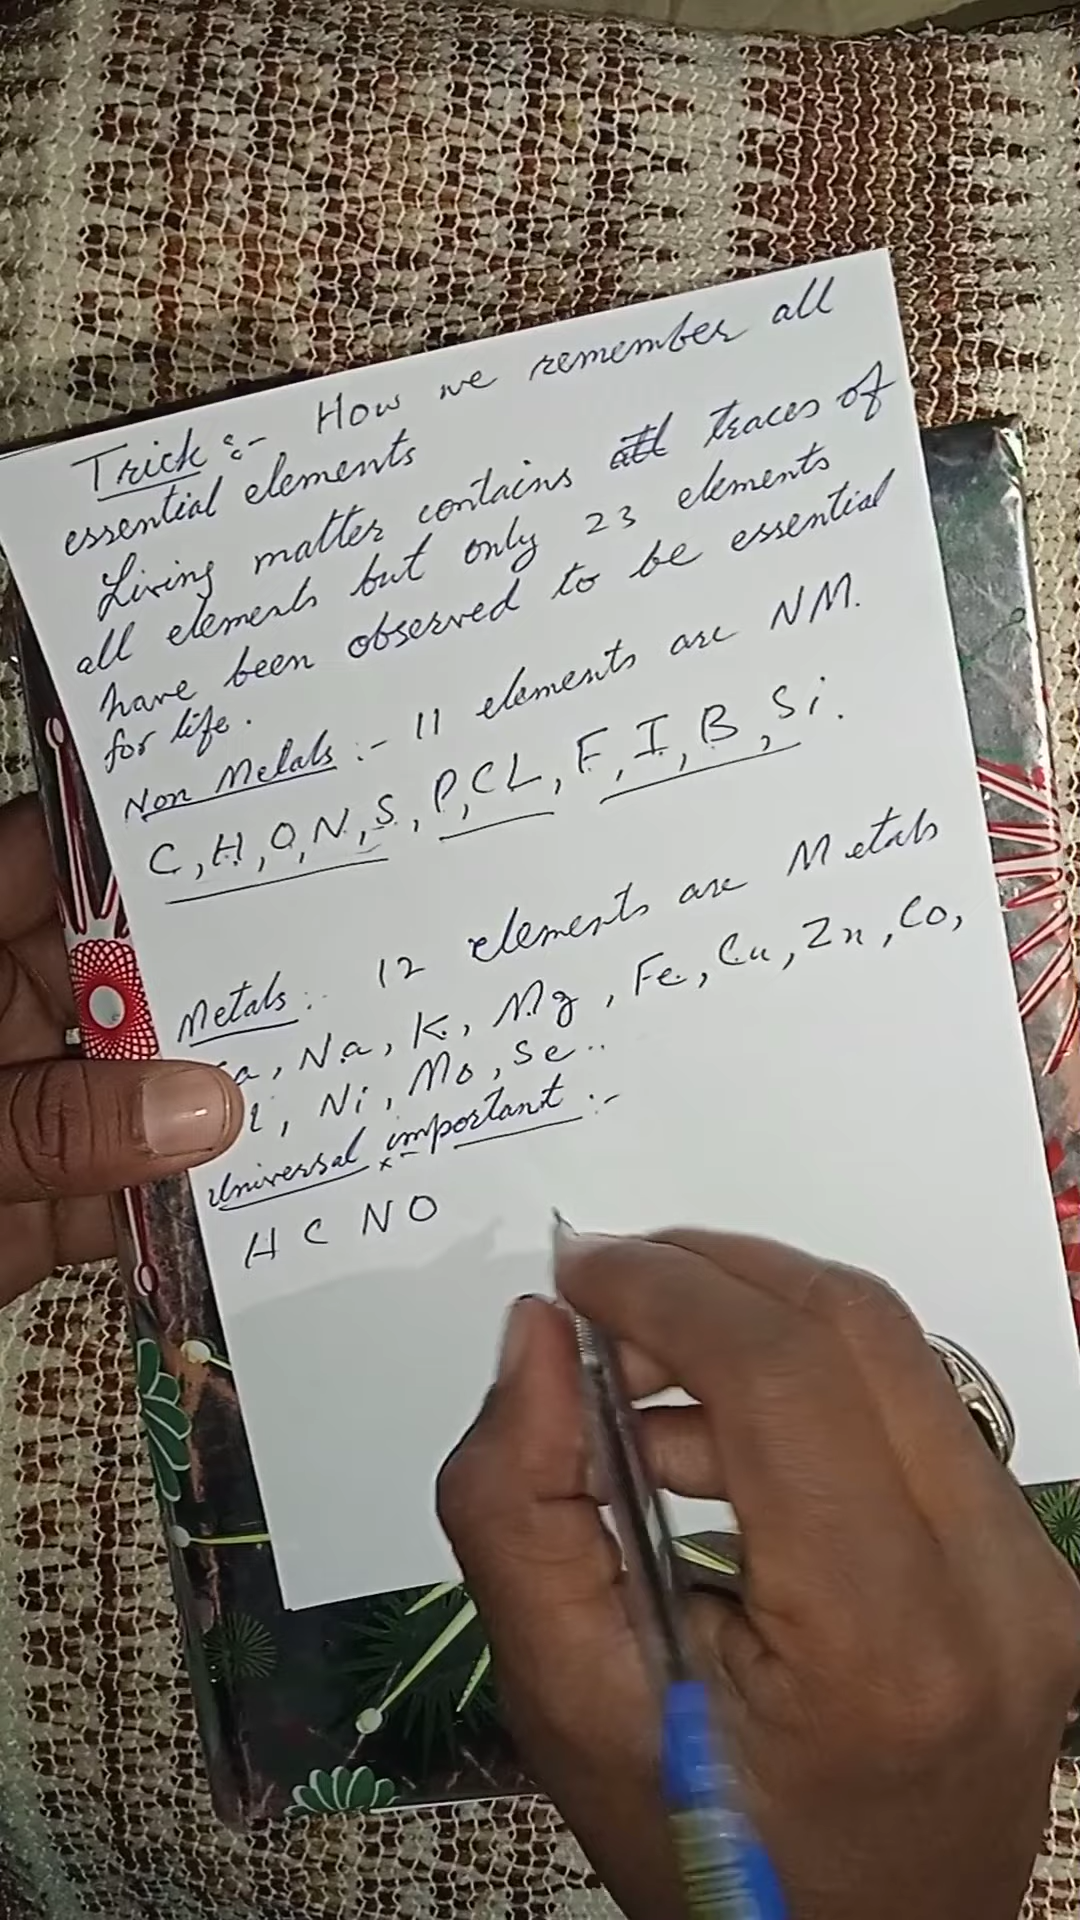 Trick :- How we remember all
essential elements
Living matter contains traces of
all elements but only 23 elements
have been observed to be essential
for life.
Non Metals :- 11 elements are NM.
C, H, O, N, S, P, CL, F, I, B, Si.
Metals :- 12 elements are Metals
a, Na, K, Mg, Fe, Cu, Zn, Co,
, Ni, Mo, Se..
Universal important :-
H C N O